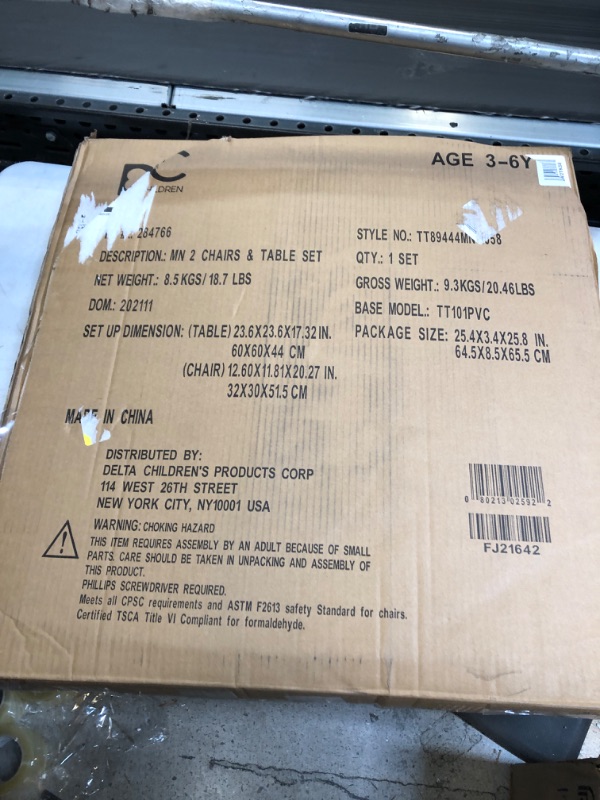 AGE 3-6Y
DC
284766
STYLE NO.: TT89444MN
DESCRIPTION.: MN 2 CHAIRS & TABLE SET
QTY.: 1 SET
NET WEIGHT.: 8.5KGS/18.7 LBS
GROSS WEIGHT.: 9.3KGS/20.46LBS
DOM.: 202111
BASE MODEL.: TT101PVC
SET UP DIMENSION: (TABLE) 23.6X23.6X17.32 IN.
60X60X44 CM
(CHAIR) 12.60X11.81X20.27 IN.
32X30X51.5 CM
PACKAGE SIZE: 25.4X3.4X25.8 IN.
64.5X8.5X65.5 CM
MADE IN CHINA
DISTRIBUTED BY:
DELTA CHILDREN'S PRODUCTS CORP
114 WEST 26TH STREET
NEW YORK CITY, NY10001 USA
WARNING: CHOKING HAZARD
THIS ITEM REQUIRES ASSEMBLY BY AN ADULT BECAUSE OF SMALL
PARTS. CARE SHOULD BE TAKEN IN UNPACKING AND ASSEMBLY OF
THIS PRODUCT.
PHILLIPS SCREWDRIVER REQUIRED.
Meets all CPSC requirements and ASTM F2613 safety Standard for chairs.
Certified TSCA Title VI Compliant for formaldehyde.
0 80213 02592 2
FJ21642